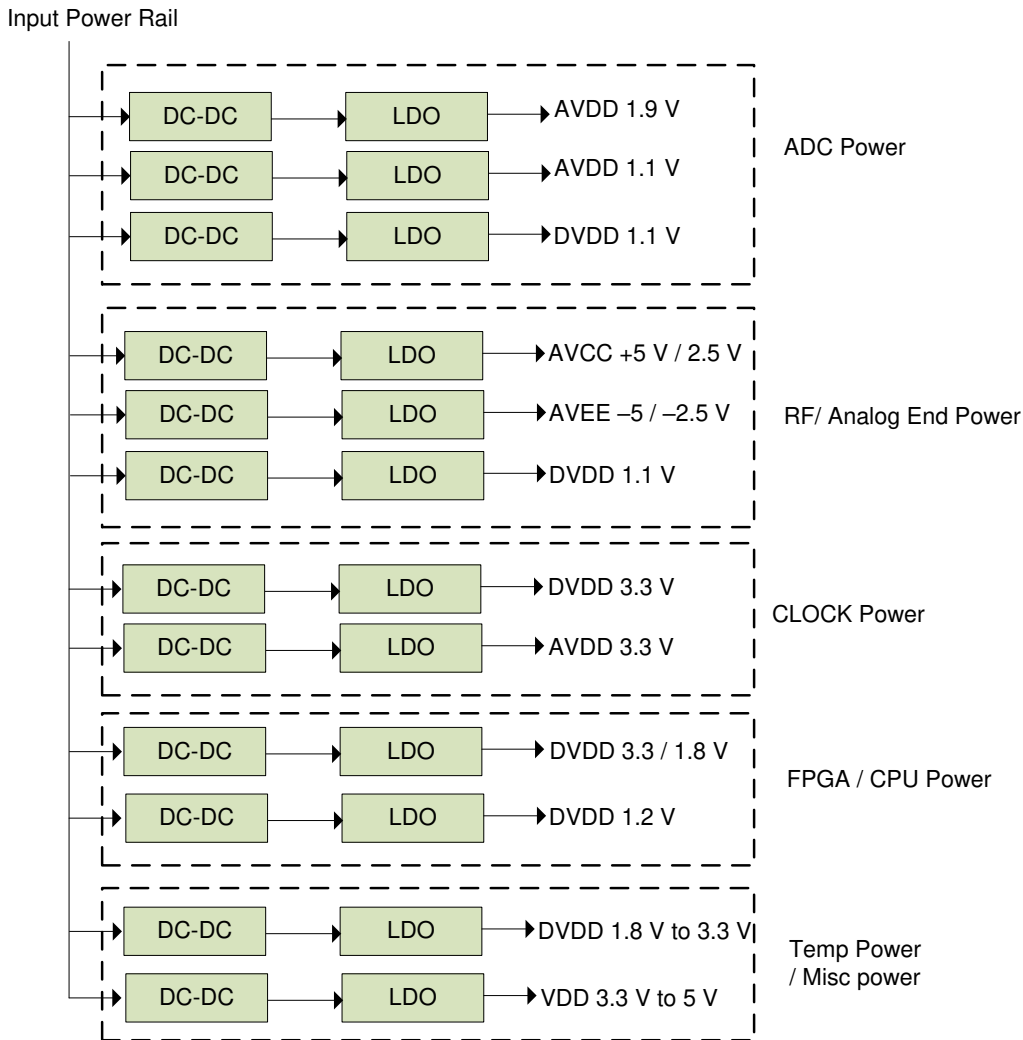 Input Power Rail
DC-DC LDO AVDD 1.9 V
DC-DC LDO AVDD 1.1 V
DC-DC LDO DVDD 1.1 V
ADC Power
DC-DC LDO AVCC +5 V / 2.5 V
DC-DC LDO AVEE –5 / –2.5 V
DC-DC LDO DVDD 1.1 V
RF/ Analog End Power
DC-DC LDO DVDD 3.3 V
DC-DC LDO AVDD 3.3 V
CLOCK Power
DC-DC LDO DVDD 3.3 / 1.8 V
DC-DC LDO DVDD 1.2 V
FPGA / CPU Power
DC-DC LDO DVDD 1.8 V to 3.3 V
DC-DC LDO VDD 3.3 V to 5 V
Temp Power
/ Misc power